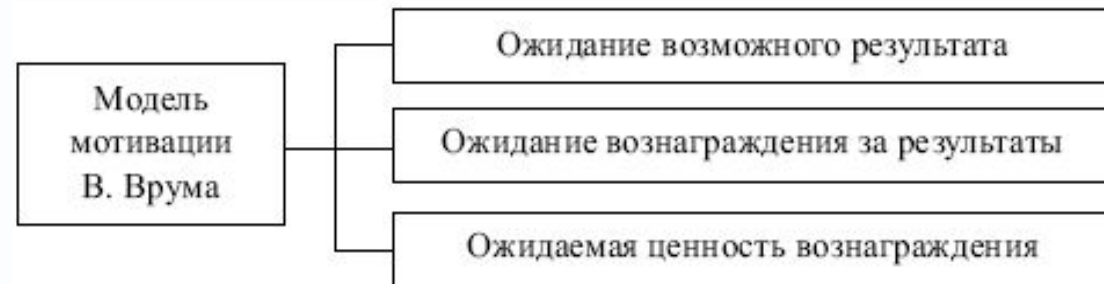 Ожидание возможного результата
Модель
мотивации
В. Врума
Ожидание вознаграждения за результаты
Ожидаемая ценность вознаграждения